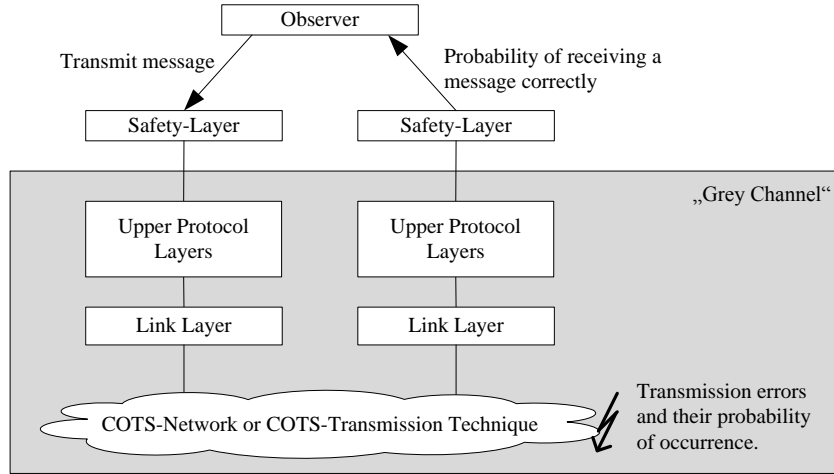 Observer
Transmit message
Probability of receiving a
message correctly
Safety-Layer
Safety-Layer
„Grey Channel“
Upper Protocol
Layers
Upper Protocol
Layers
Link Layer
Link Layer
COTS-Network or COTS-Transmission Technique
Transmission errors
and their probability
of occurrence.